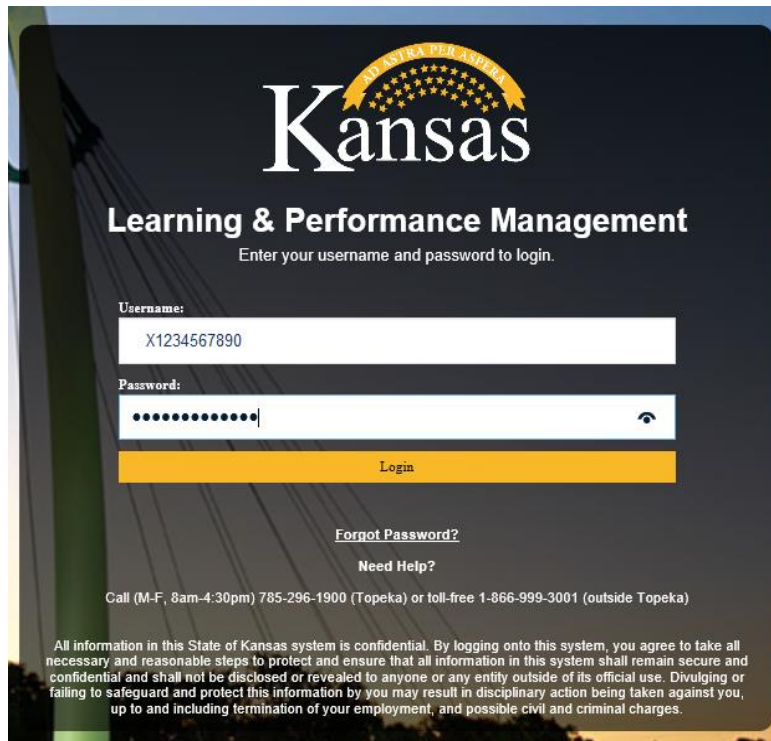 AD ASTRA PER ASPERA
Kansas
Learning & Performance Management
Enter your username and password to login.
Username:
X1234567890
Password:
•••••••••••••
Login
Forgot Password?
Need Help?
Call (M-F, 8am-4:30pm) 785-296-1900 (Topeka) or toll-free 1-866-999-3001 (outside Topeka)
All information in this State of Kansas system is confidential. By logging onto this system, you agree to take all
necessary and reasonable steps to protect and ensure that all information in this system shall remain secure and
confidential and shall not be disclosed or revealed to anyone or any entity outside of its official use. Divulging or
failing to safeguard and protect this information by you may result in disciplinary action being taken against you,
up to and including termination of your employment, and possible civil and criminal charges.